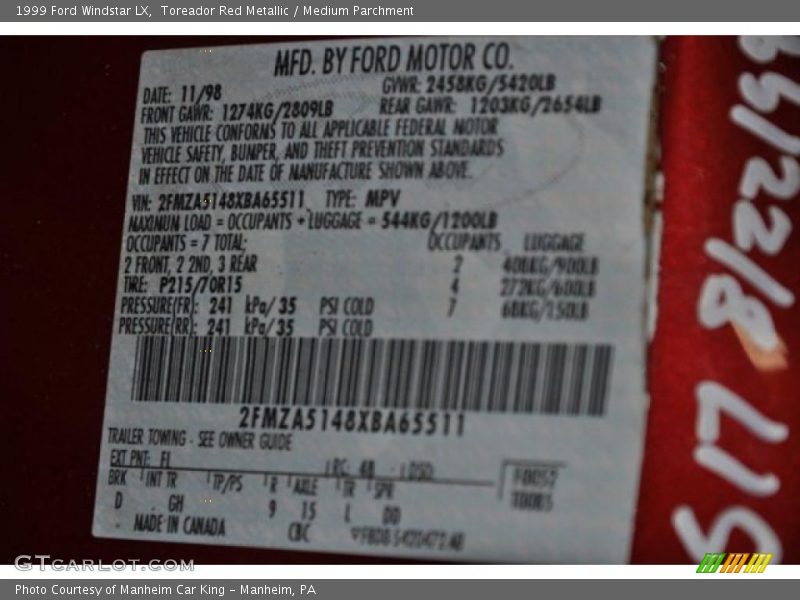 1999 Ford Windstar LX,  Toreador Red Metallic / Medium Parchment
MFD. BY FORD MOTOR CO.
DATE: 11/98 GVWR: 2458KG/5420LB
FRONT GAWR: 1274KG/2809LB REAR GAWR: 1203KG/2654LB
THIS VEHICLE CONFORMS TO ALL APPLICABLE FEDERAL MOTOR
VEHICLE SAFETY, BUMPER, AND THEFT PREVENTION STANDARDS
IN EFFECT ON THE DATE OF MANUFACTURE SHOWN ABOVE.
VIN: 2FMZA5148XBA65511 TYPE: MPV
MAXIMUM LOAD = OCCUPANTS + LUGGAGE = 544KG/1200LB
OCCUPANTS = 7 TOTAL; OCCUPANTS LUGGAGE
2 FRONT, 2 2ND, 3 REAR 2 408KG/900LB
TIRE: P215/70R15 4 272KG/600LB
PRESSURE(FR): 241 kPa/35 PSI COLD 7 68KG/150LB
PRESSURE(RR): 241 kPa/35 PSI COLD
2FMZA5148XBA65511
TRAILER TOWING - SEE OWNER GUIDE
EXT PNT: FL RC: 48 DSO:
BRK INT TR TP/PS R AXLE TR SPR
D GH 9 15 L DD
MADE IN CANADA
GTCarLot.com
Photo Courtesy of Manheim Car King - Manheim, PA